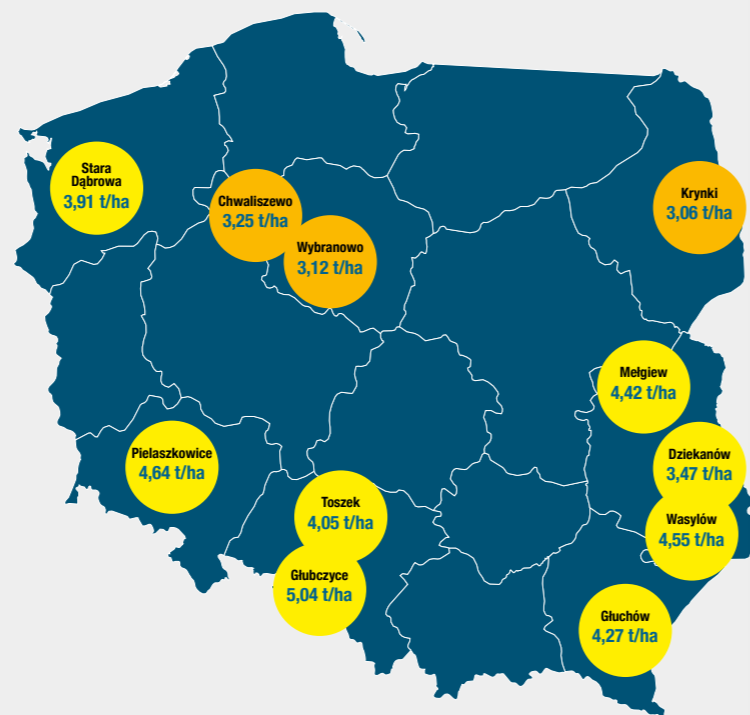 Stara
Dąbrowa
3,91 t/ha
Chwaliszewo
3,25 t/ha
Wybranowo
3,12 t/ha
Krynki
3,06 t/ha
Mełgiew
4,42 t/ha
Pielaszkowice
4,64 t/ha
Dziekanów
3,47 t/ha
Toszek
4,05 t/ha
Wasylów
4,55 t/ha
Głubczyce
5,04 t/ha
Głuchów
4,27 t/ha